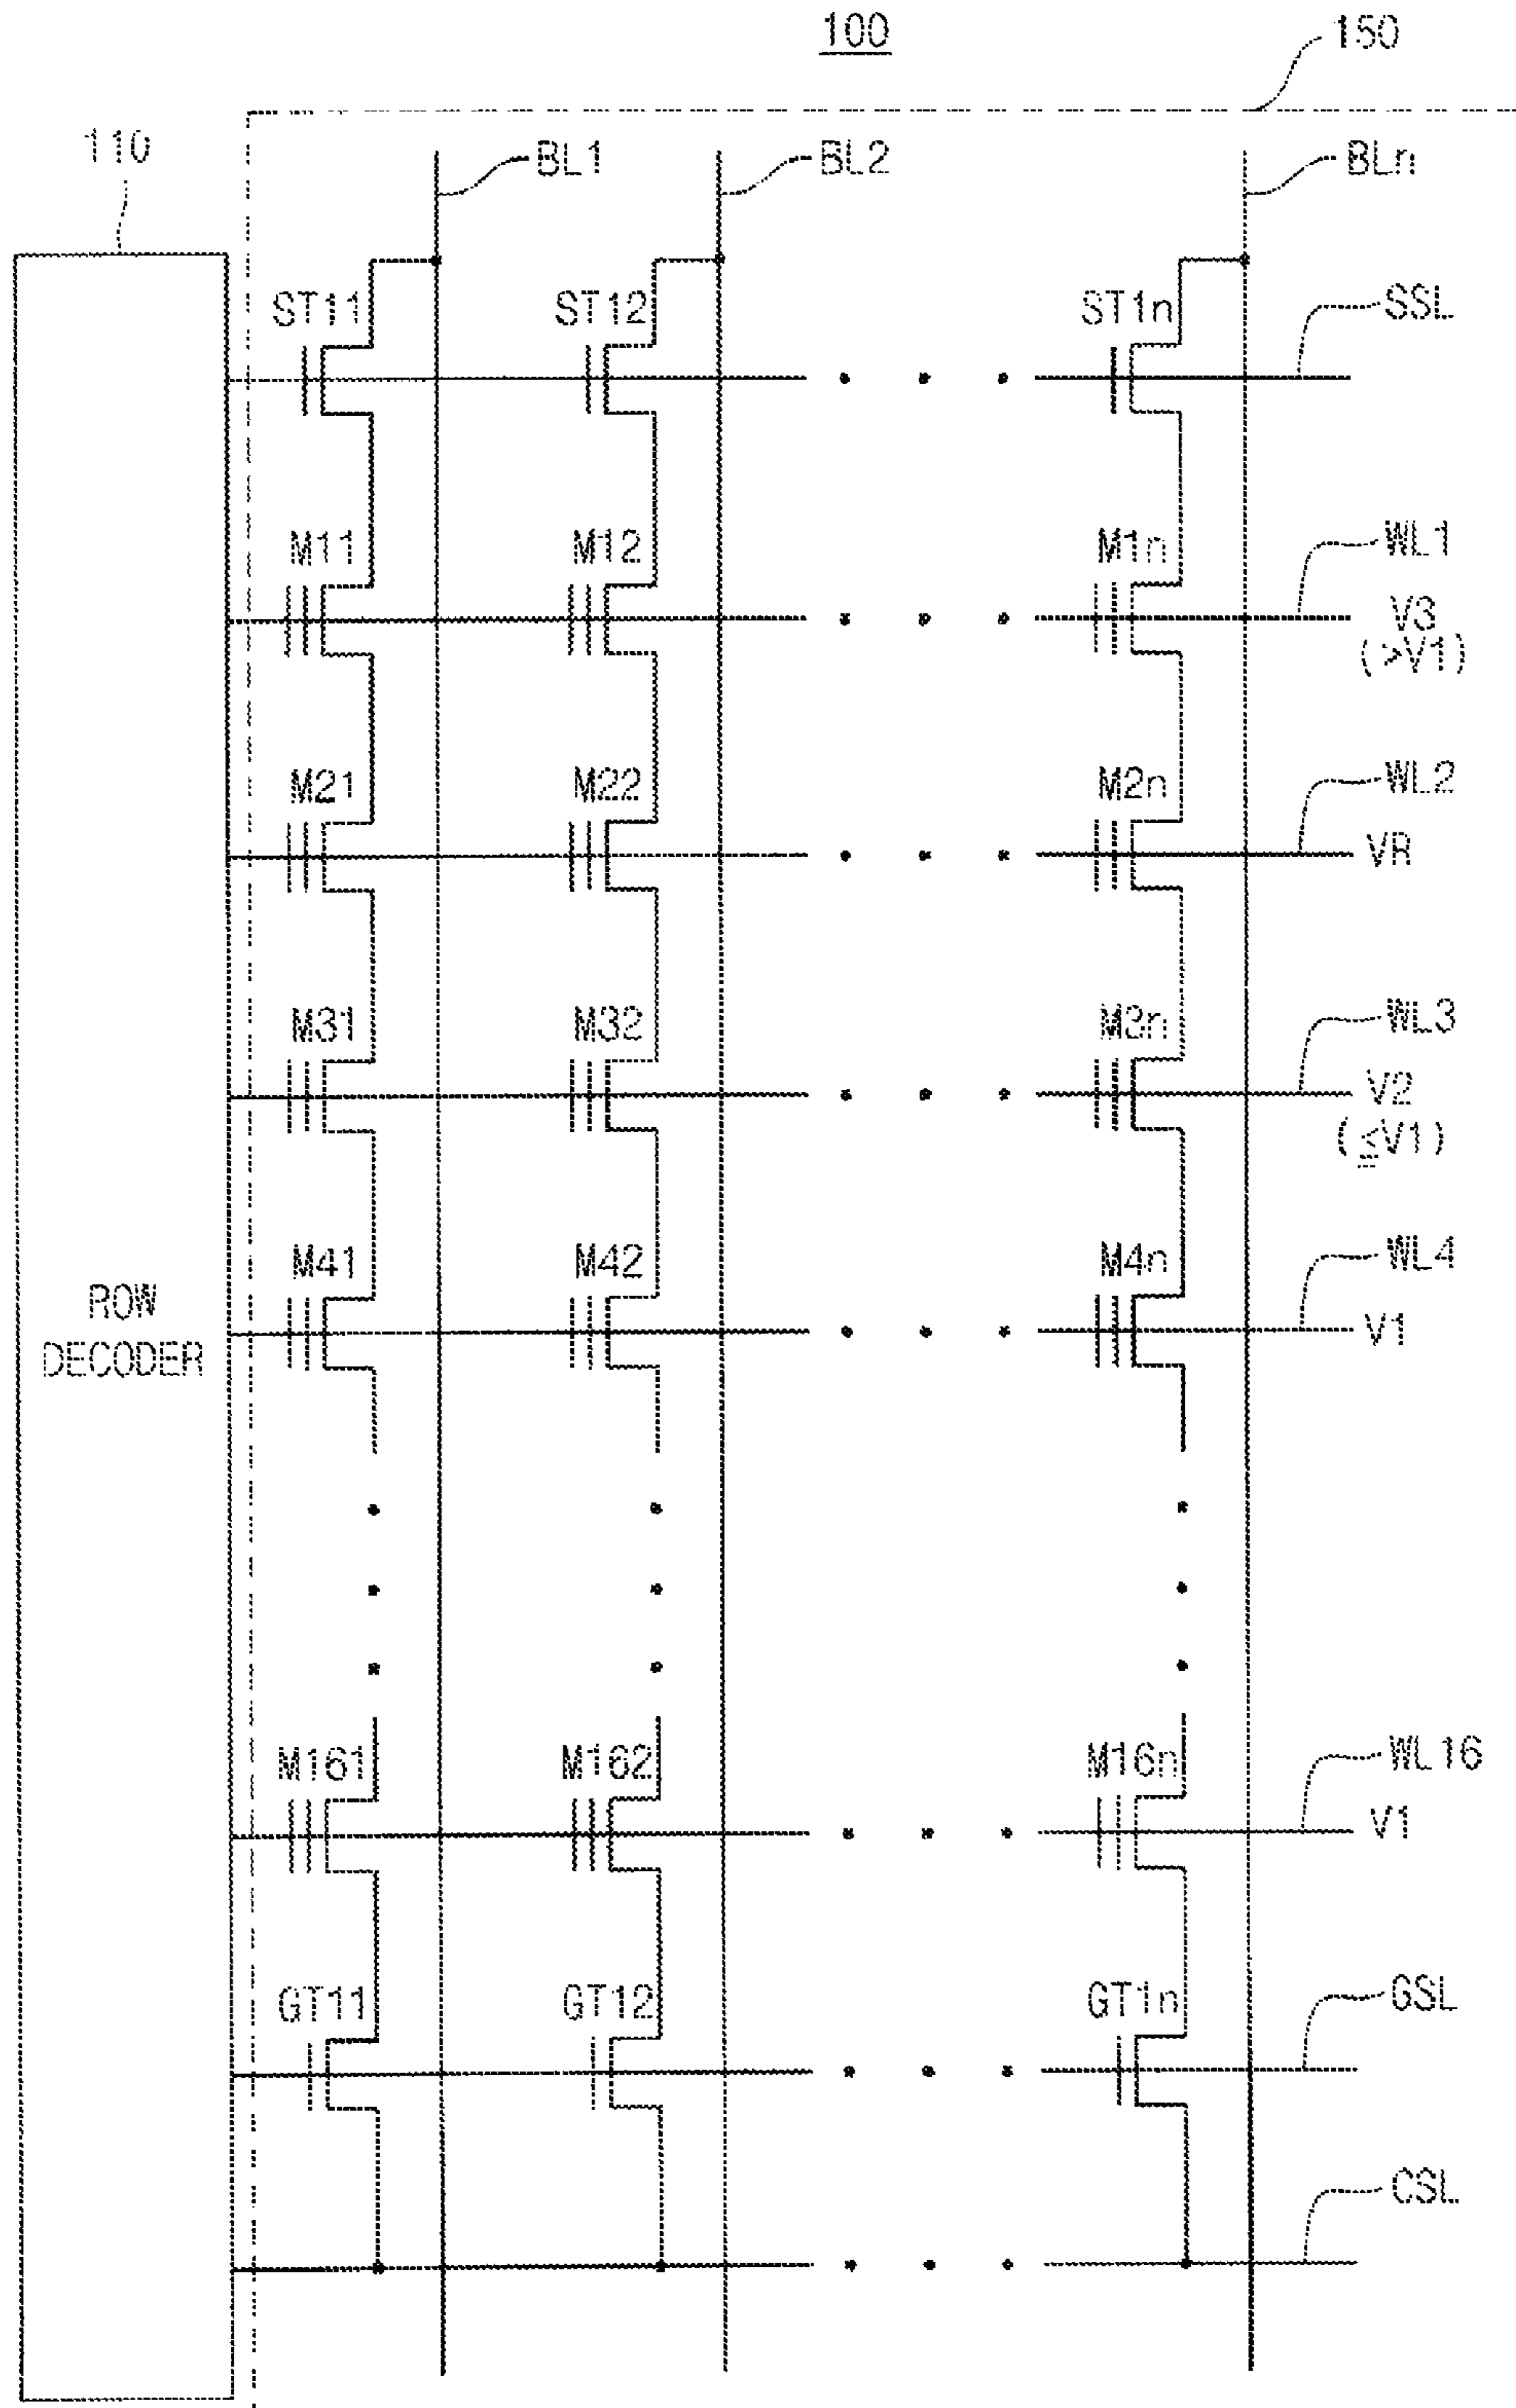 100
150
110
BL1
BL2
BLn
ST11
ST12
ST1n
SSL
M11
M12
M1n
WL1
V3
(>V1)
M21
M22
M2n
WL2
VR
M31
M32
M3n
WL3
V2
(≤V1)
M41
M42
M4n
WL4
V1
ROW
DECODER
M161
M162
M16n
WL16
V1
GT11
GT12
GT1n
GSL
CSL